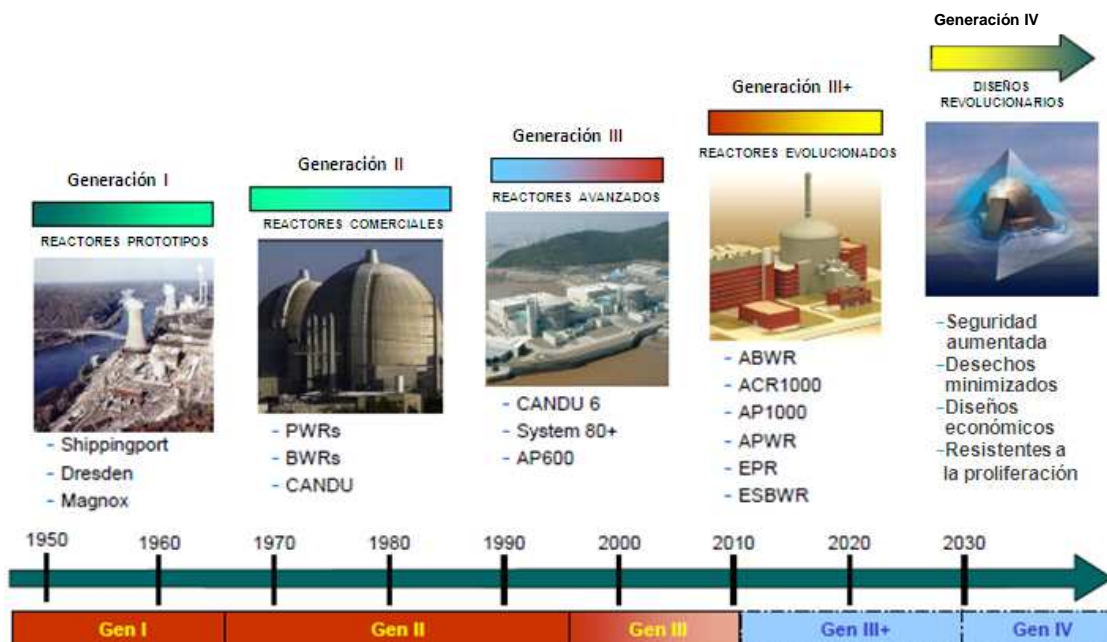 Generación I
REACTORES PROTOTIPOS
- Shippingport
- Dresden
- Magnox
Generación II
REACTORES COMERCIALES
- PWRs
- BWRs
- CANDU
Generación III
REACTORES AVANZADOS
- CANDU 6
- System 80+
- AP600
Generación III+
REACTORES EVOLUCIONADOS
- ABWR
- ACR1000
- AP1000
- APWR
- EPR
- ESBWR
Generación IV
DISEÑOS
REVOLUCIONARIOS
-Seguridad
aumentada
-Desechos
minimizados
-Diseños
económicos
-Resistentes a
la proliferación
1950 1960 1970 1980 1990 2000 2010 2020 2030
Gen I Gen II Gen III Gen III+ Gen IV